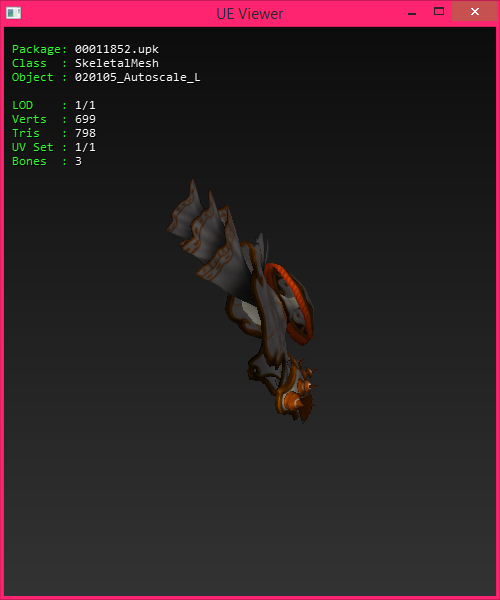 UE Viewer
Package: 00011852.upk
Class : SkeletalMesh
Object : 020105_Autoscale_L
LOD : 1/1
Verts : 699
Tris : 798
UV Set : 1/1
Bones : 3